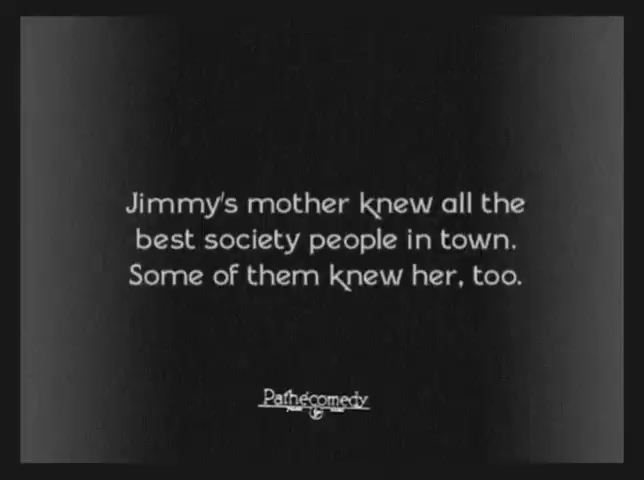 Jimmy's mother knew all the
best society people in town.
Some of them knew her, too.
Pathécomedy